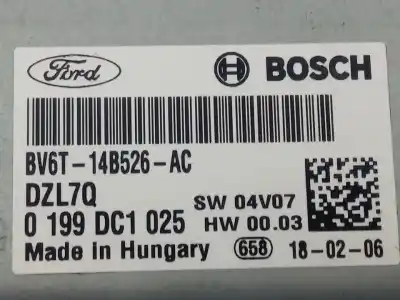 Ford BOSCH
BV6T-14B526-AC
DZL7Q SW 04V07
0 199 DC1 025 HW 00.03
Made in Hungary 658 18-02-06